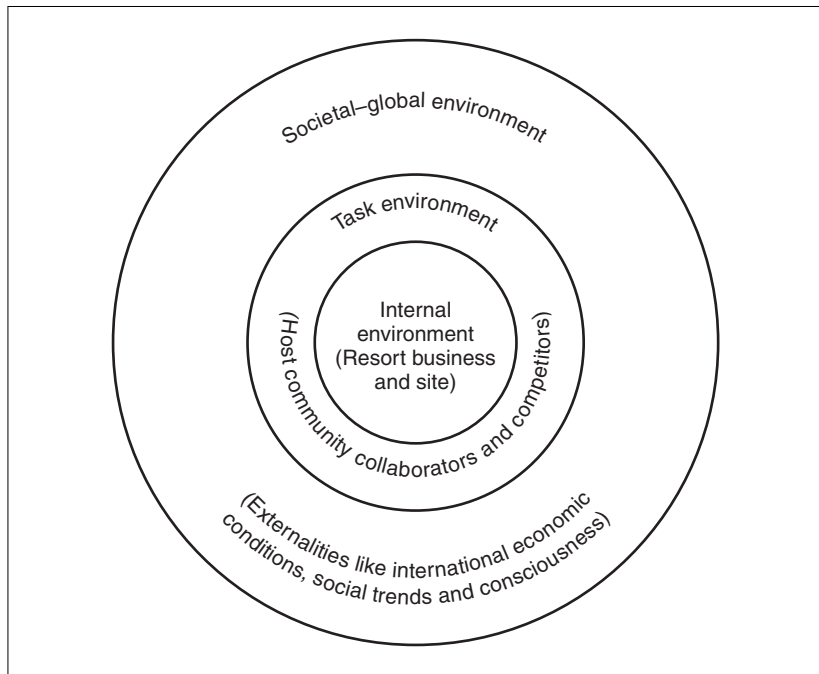 Societal–global environment
Task environment
Internal
environment
(Resort business
and site)
(Host community collaborators and competitors)
(Externalities like international economic
conditions, social trends and consciousness)